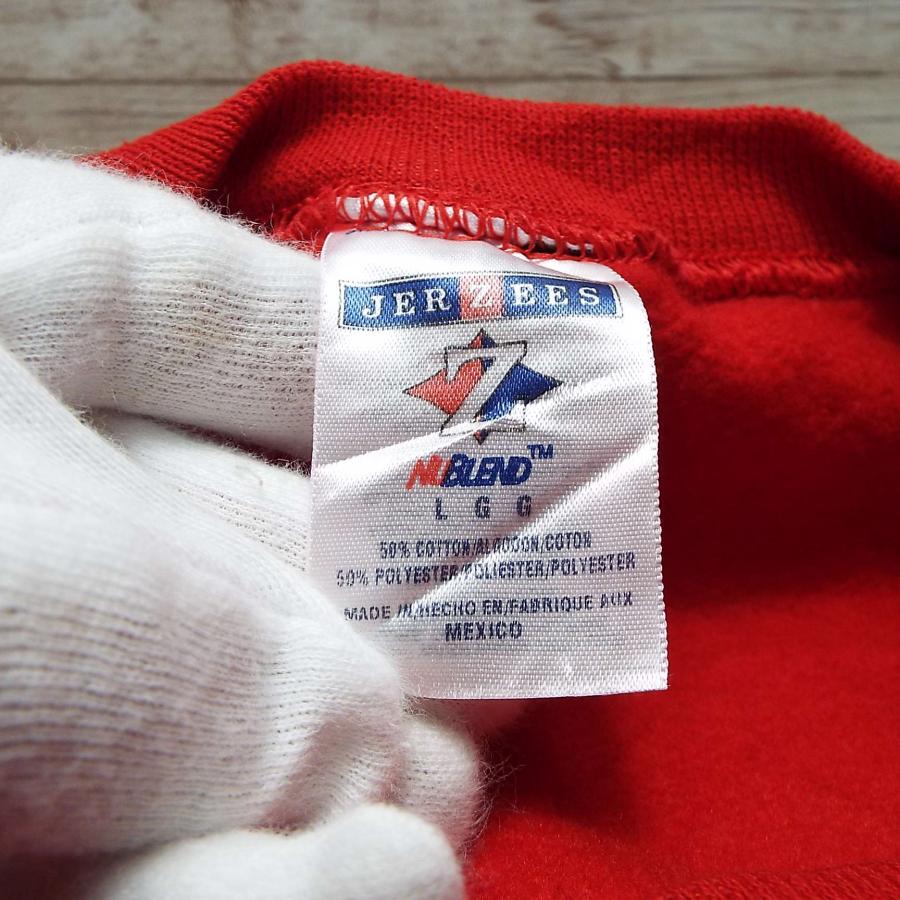 JERZEES
Z
NUBLEND™
L G G
50% COTTON/ALGODON/COTON
50% POLYESTER/POLIESTER/POLYESTER
MADE IN/HECHO EN/FABRIQUE AUX
MEXICO